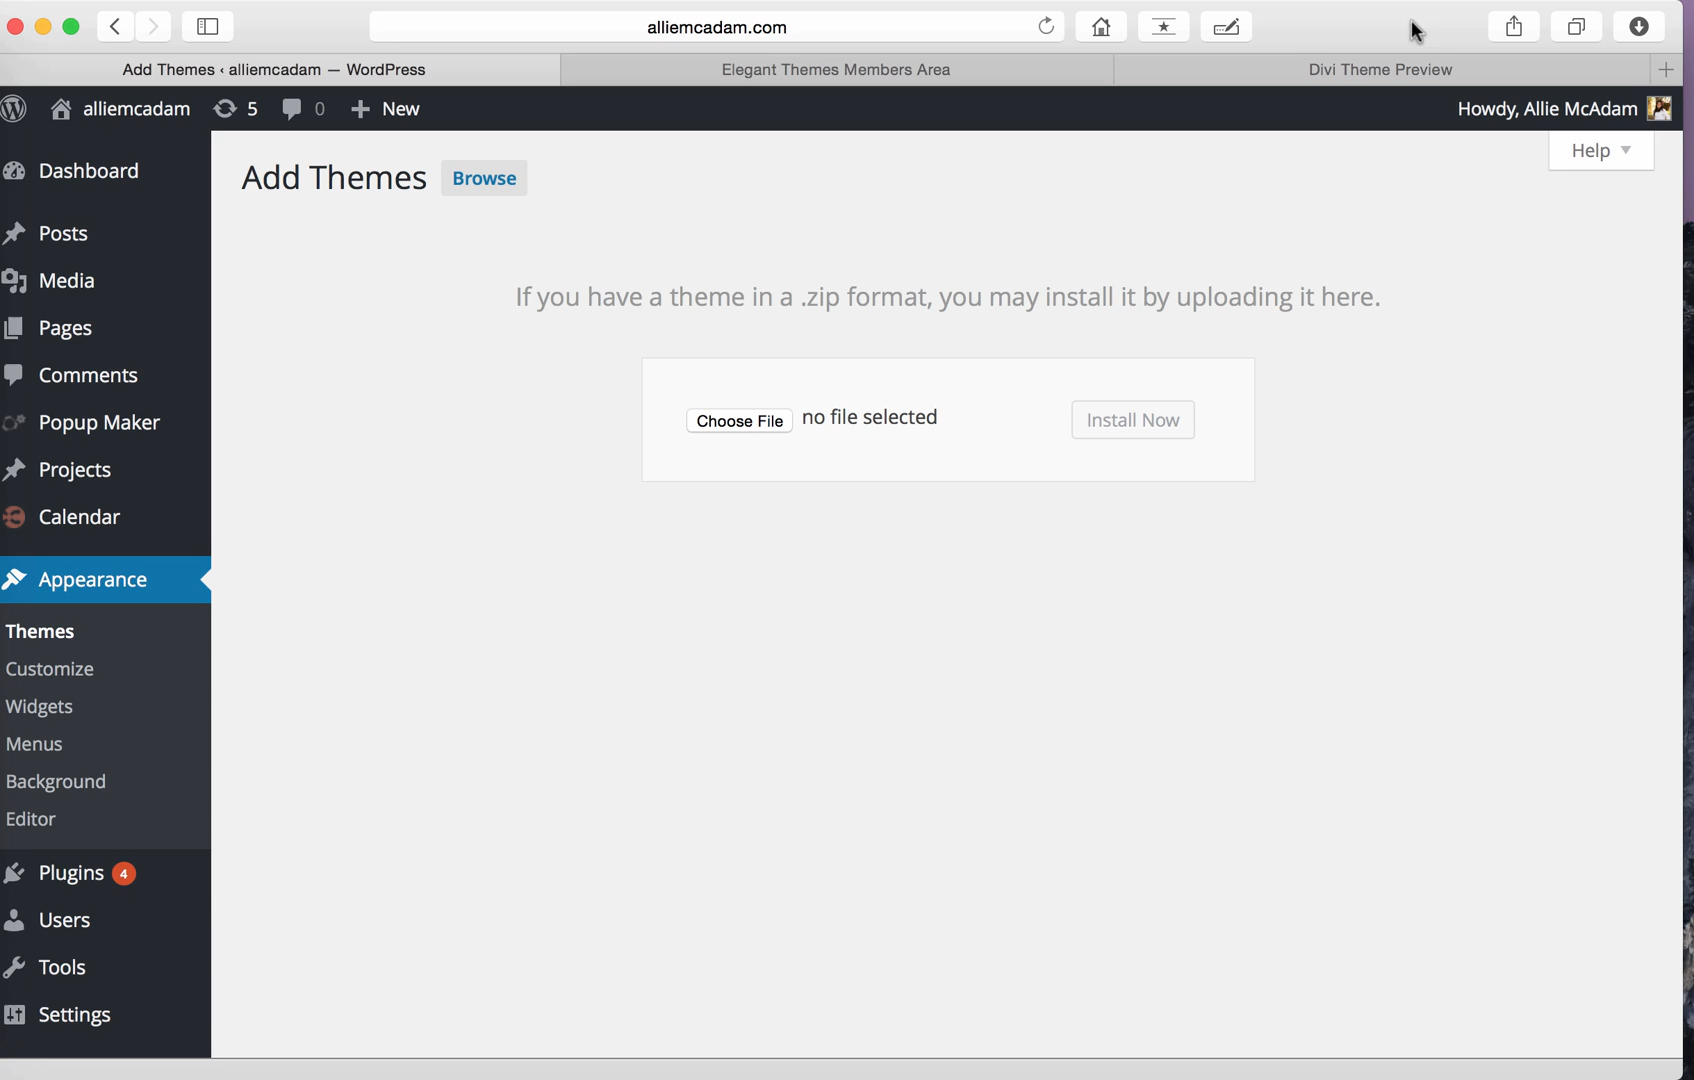 alliemcadam.com
Add Themes ‹ alliemcadam — WordPress
Elegant Themes Members Area
Divi Theme Preview
alliemcadam
5
0
New
Howdy, Allie McAdam
Help
Add Themes
Browse
Dashboard
Posts
Media
Pages
Comments
Popup Maker
Projects
Calendar
Appearance
Themes
Customize
Widgets
Menus
Background
Editor
Plugins 4
Users
Tools
Settings
If you have a theme in a .zip format, you may install it by uploading it here.
Choose File no file selected
Install Now